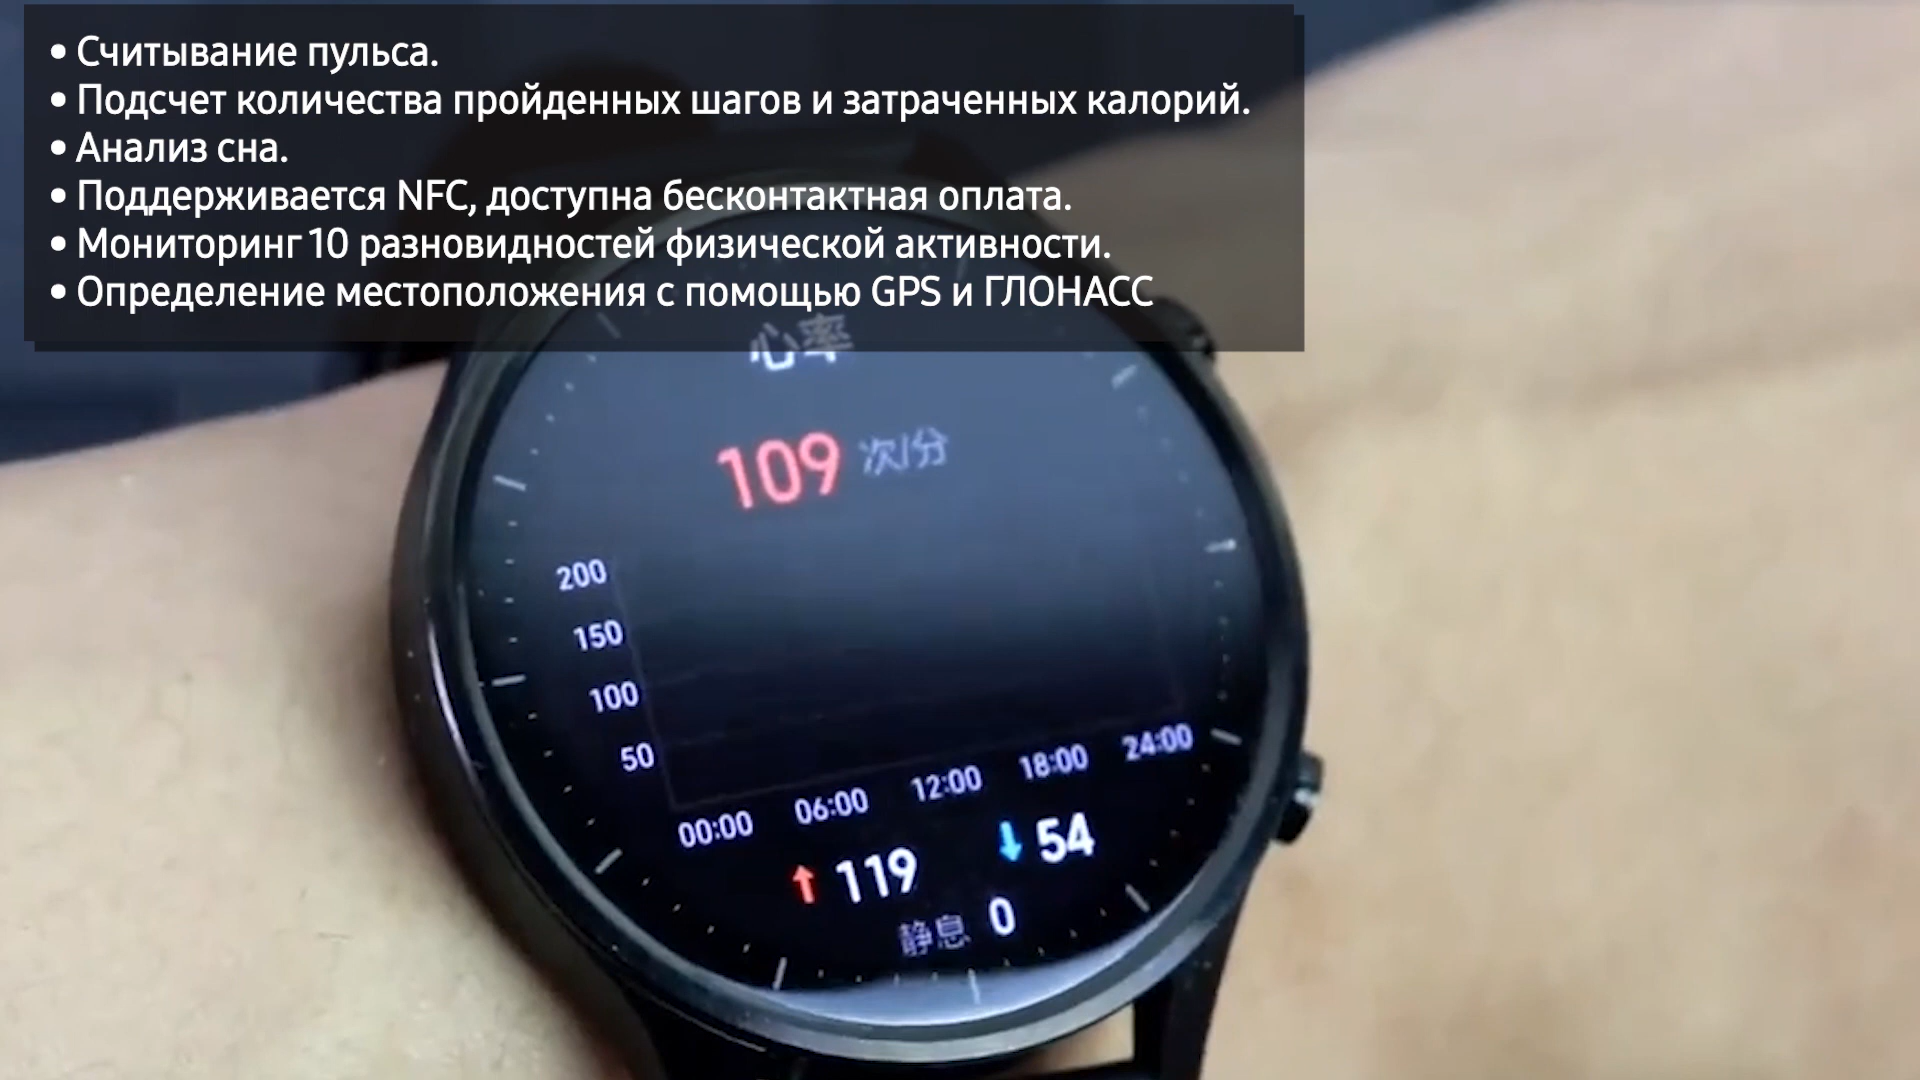 • Считывание пульса.
• Подсчет количества пройденных шагов и затраченных калорий.
• Анализ сна.
• Поддерживается NFC, доступна бесконтактная оплата.
• Мониторинг 10 разновидностей физической активности.
• Определение местоположения с помощью GPS и ГЛОНАСС
心率
109 次/分
200
150
100
50
00:00 06:00 12:00 18:00 24:00
119 54
静息 0